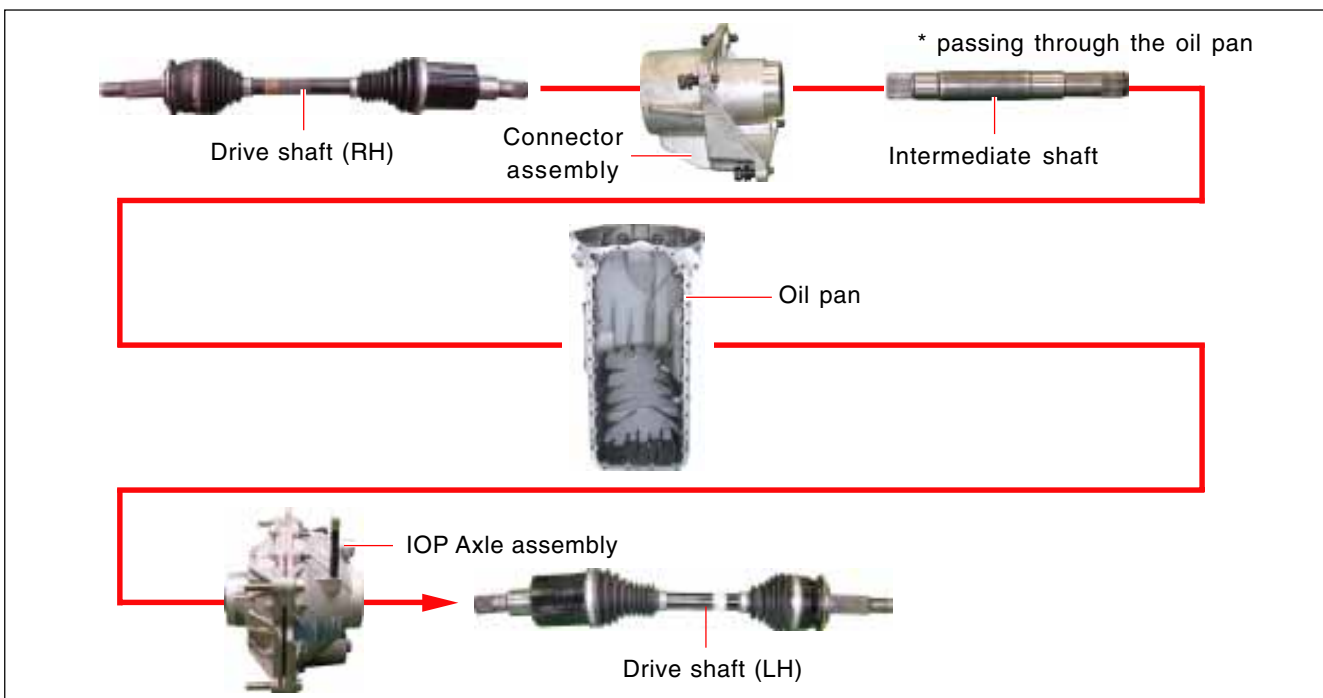 * passing through the oil pan
Drive shaft (RH)
Connector
assembly
Intermediate shaft
Oil pan
IOP Axle assembly
Drive shaft (LH)